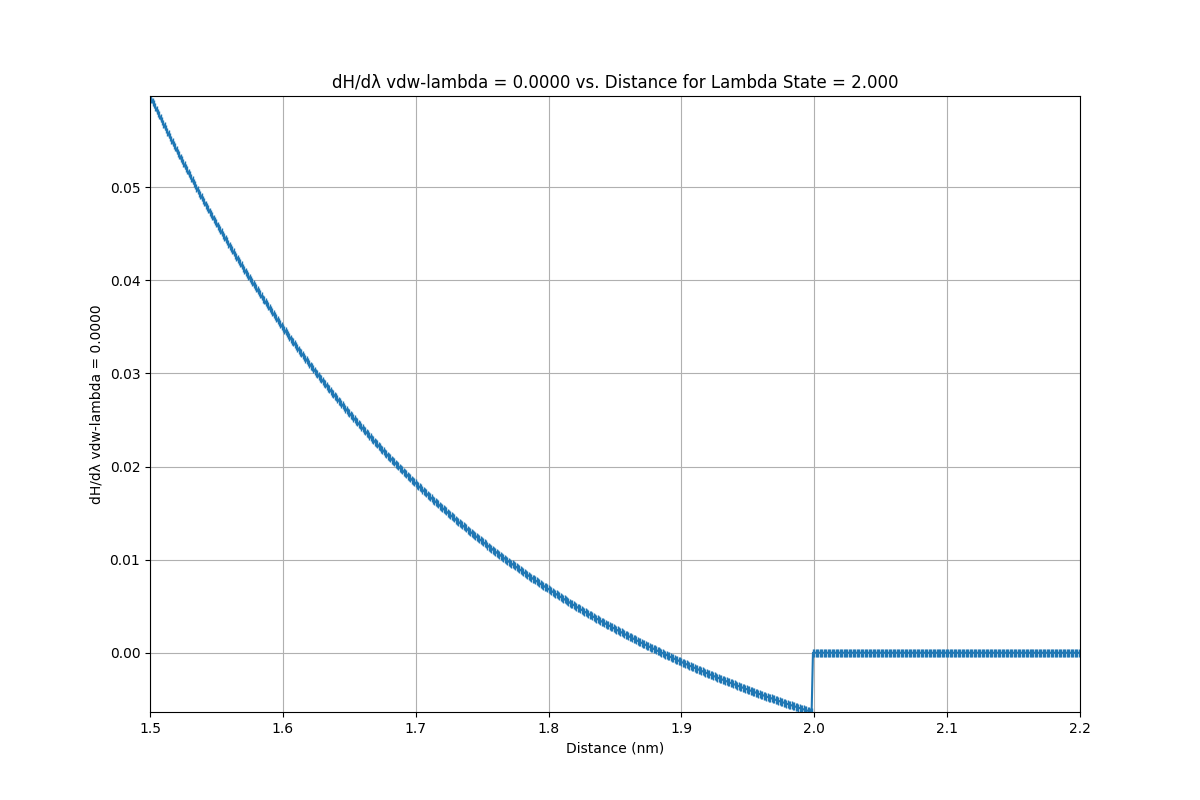 dH/dλ vdw-lambda = 0.0000 vs. Distance for Lambda State = 2.000
dH/dλ vdw-lambda = 0.0000
0.05
0.04
0.03
0.02
0.01
0.00
1.5 1.6 1.7 1.8 1.9 2.0 2.1 2.2
Distance (nm)